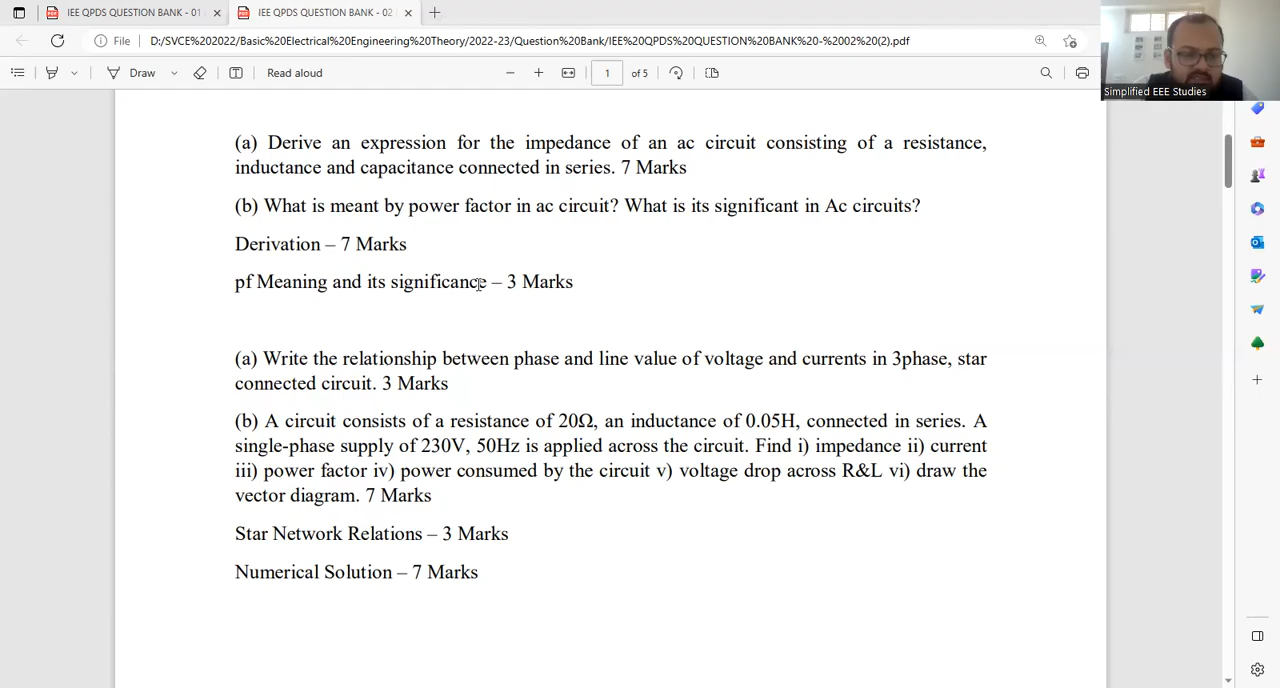 IEE QPDS QUESTION BANK - 01
IEE QPDS QUESTION BANK - 02
File
D:/SVCE%202022/Basic%20Electrical%20Engineering%20Theory/2022-23/Question%20Bank/IEE%20QPDS%20QUESTION%20BANK%20-%2002%20(2).pdf
Draw
Read aloud
1 of 5
Simplified EEE Studies
(a) Derive an expression for the impedance of an ac circuit consisting of a resistance,
inductance and capacitance connected in series. 7 Marks
(b) What is meant by power factor in ac circuit? What is its significant in Ac circuits?
Derivation – 7 Marks
pf Meaning and its significance – 3 Marks
(a) Write the relationship between phase and line value of voltage and currents in 3phase, star
connected circuit. 3 Marks
(b) A circuit consists of a resistance of 20Ω, an inductance of 0.05H, connected in series. A
single-phase supply of 230V, 50Hz is applied across the circuit. Find i) impedance ii) current
iii) power factor iv) power consumed by the circuit v) voltage drop across R&L vi) draw the
vector diagram. 7 Marks
Star Network Relations – 3 Marks
Numerical Solution – 7 Marks